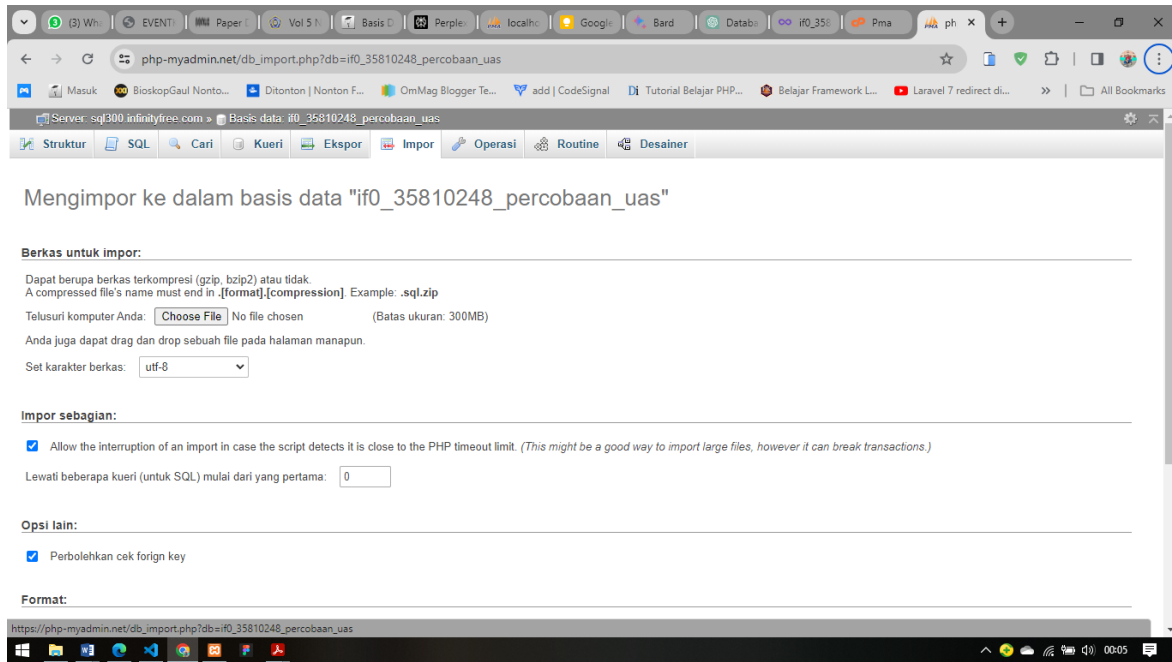 (3) Wh
EVENT
Paper
Vol 5 N
Basis D
Perple
localho
Google
Bard
Databa
if0_358
Pma
ph
php-myadmin.net/db_import.php?db=if0_35810248_percobaan_uas
Masuk
BioskopGaul Nonto...
Ditonton | Nonton F...
OmMag Blogger Te...
add | CodeSignal
Di Tutorial Belajar PHP...
Belajar Framework L...
Laravel 7 redirect di...
All Bookmarks
Server: sql300.infinityfree.com » Basis data: if0_35810248_percobaan_uas
Struktur SQL Cari Kueri Ekspor Impor Operasi Routine Desainer
Mengimpor ke dalam basis data "if0_35810248_percobaan_uas"
Berkas untuk impor:
Dapat berupa berkas terkompresi (gzip, bzip2) atau tidak.
A compressed file's name must end in .[format].[compression]. Example: .sql.zip
Telusuri komputer Anda: Choose File No file chosen (Batas ukuran: 300MB)
Anda juga dapat drag dan drop sebuah file pada halaman manapun.
Set karakter berkas: utf-8
Impor sebagian:
Allow the interruption of an import in case the script detects it is close to the PHP timeout limit. (This might be a good way to import large files, however it can break transactions.)
Lewati beberapa kueri (untuk SQL) mulai dari yang pertama: 0
Opsi lain:
Perbolehkan cek forign key
Format:
https://php-myadmin.net/db_import.php?db=if0_35810248_percobaan_uas
00:05